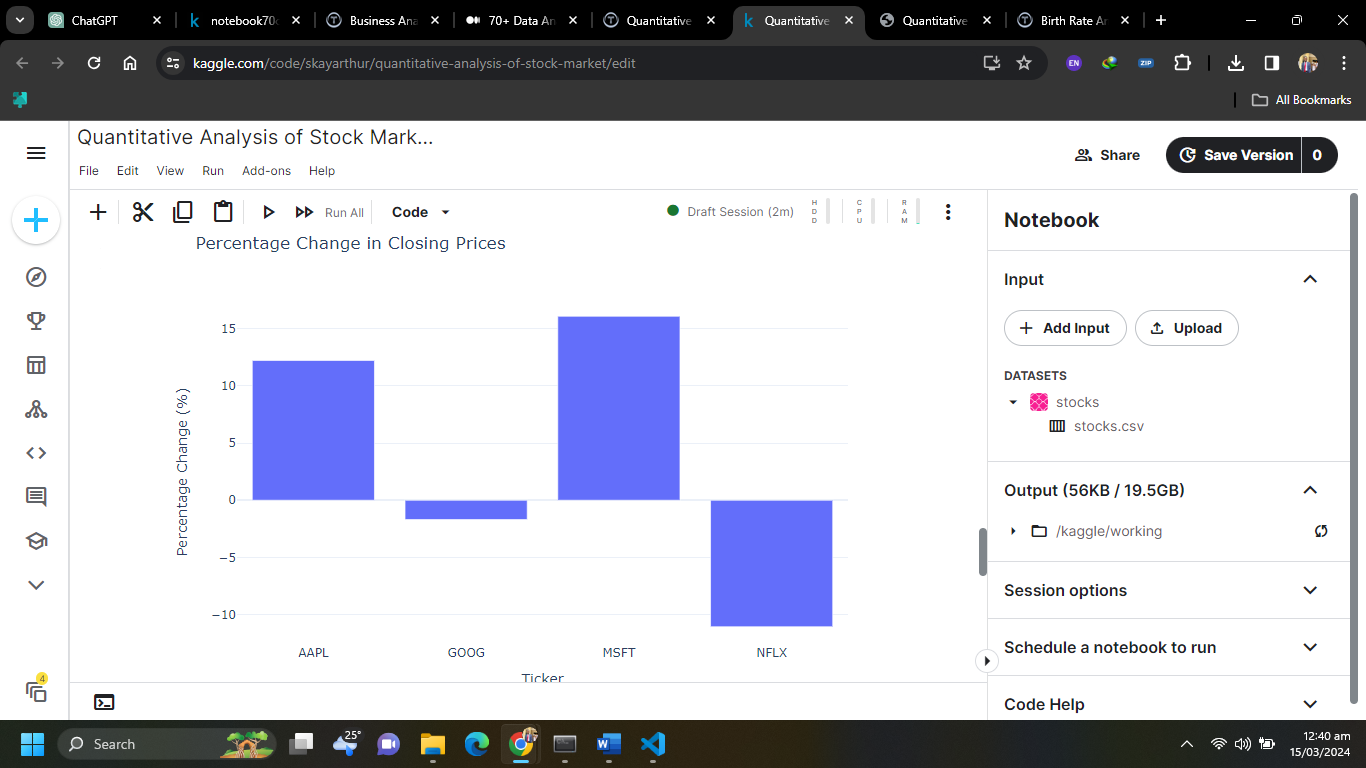 ChatGPT
notebook70
Business Ana
70+ Data An
Quantitative
Quantitative
Quantitative
Birth Rate An
kaggle.com/code/skayarthur/quantitative-analysis-of-stock-market/edit
EN
ZIP
All Bookmarks
Quantitative Analysis of Stock Mark...
File Edit View Run Add-ons Help
Share
Save Version 0
Run All
Code
Draft Session (2m)
HDD
CPU
RAM
Notebook
Percentage Change in Closing Prices
Percentage Change (%)
15
10
5
0
−5
−10
AAPL GOOG MSFT NFLX
Ticker
Input
Add Input
Upload
DATASETS
stocks
stocks.csv
Output (56KB / 19.5GB)
/kaggle/working
Session options
Schedule a notebook to run
Code Help
4
Search
25°
12:40 am
15/03/2024